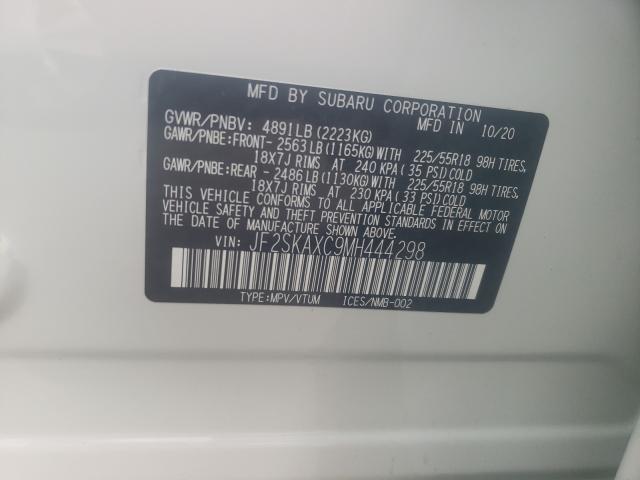 MFD BY SUBARU CORPORATION
GVWR/PNBV: 4891LB(2223KG) MFD IN 10/20
GAWR/PNBE:FRONT- 2563LB(1165KG)WITH 225/55R18 98H TIRES,
18X7J RIMS AT 240 KPA(35 PSI)COLD
GAWR/PNBE:REAR - 2486LB(1130KG)WITH 225/55R18 98H TIRES,
18X7J RIMS AT 230 KPA(33 PSI)COLD
THIS VEHICLE CONFORMS TO ALL APPLICABLE FEDERAL MOTOR
VEHICLE SAFETY, BUMPER, AND THEFT PREVENTION STANDARDS
IN EFFECT ON THE DATE OF MANUFACTURE SHOWN ABOVE.
VIN: JF2SKAXC9MH444298
TYPE:MPV/VTUM ICES/NMB-002